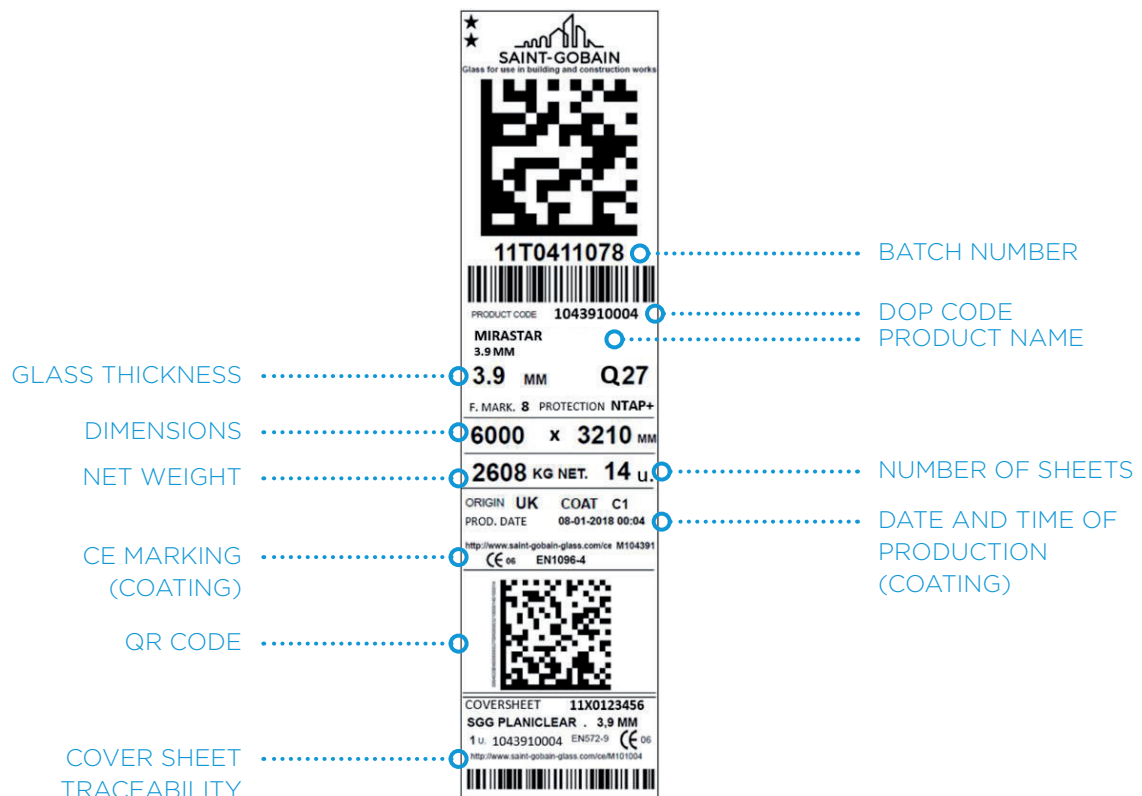 SAINT-GOBAIN
Glass for use in building and construction works
11T0411078
BATCH NUMBER
PRODUCT CODE 1043910004
DOP CODE
MIRASTAR
PRODUCT NAME
3.9 MM
GLASS THICKNESS
3.9 MM Q27
F. MARK. 8 PROTECTION NTAP+
DIMENSIONS
6000 x 3210 MM
NET WEIGHT
2608 KG NET. 14 u.
NUMBER OF SHEETS
ORIGIN UK COAT C1
PROD. DATE 08-01-2018 00:04
DATE AND TIME OF
PRODUCTION
(COATING)
http://www.saint-gobain-glass.com/ce M104391
CE MARKING
(COATING)
CE 06 EN1096-4
QR CODE
COVERSHEET 11X0123456
SGG PLANICLEAR . 3,9 MM
1 u. 1043910004 EN572-9 CE 06
http://www.saint-gobain-glass.com/ce/M101004
COVER SHEET
TRACEABILITY